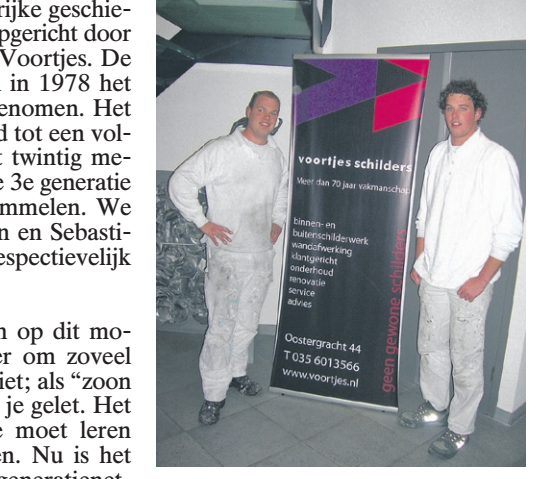 rijke geschie-
pgericht door
Voortjes. De
in 1978 het
enomen. Het
d tot een vol-
twintig me-
e 3e generatie
mmelen. We
n en Sebasti-
espectievelijk
n op dit mo-
er om zoveel
iet; als “zoon
je gelet. Het
e moet leren
en. Nu is het
generatienet-
voortjes schilders
Meer dan 70 jaar vakmanschap
binnen- en
buitenschilderwerk
wandafwerking
klantgericht
onderhoud
renovatie
service
advies
geen gewone schilders
Oostergracht 44
T 035 6013566
www.voortjes.nl